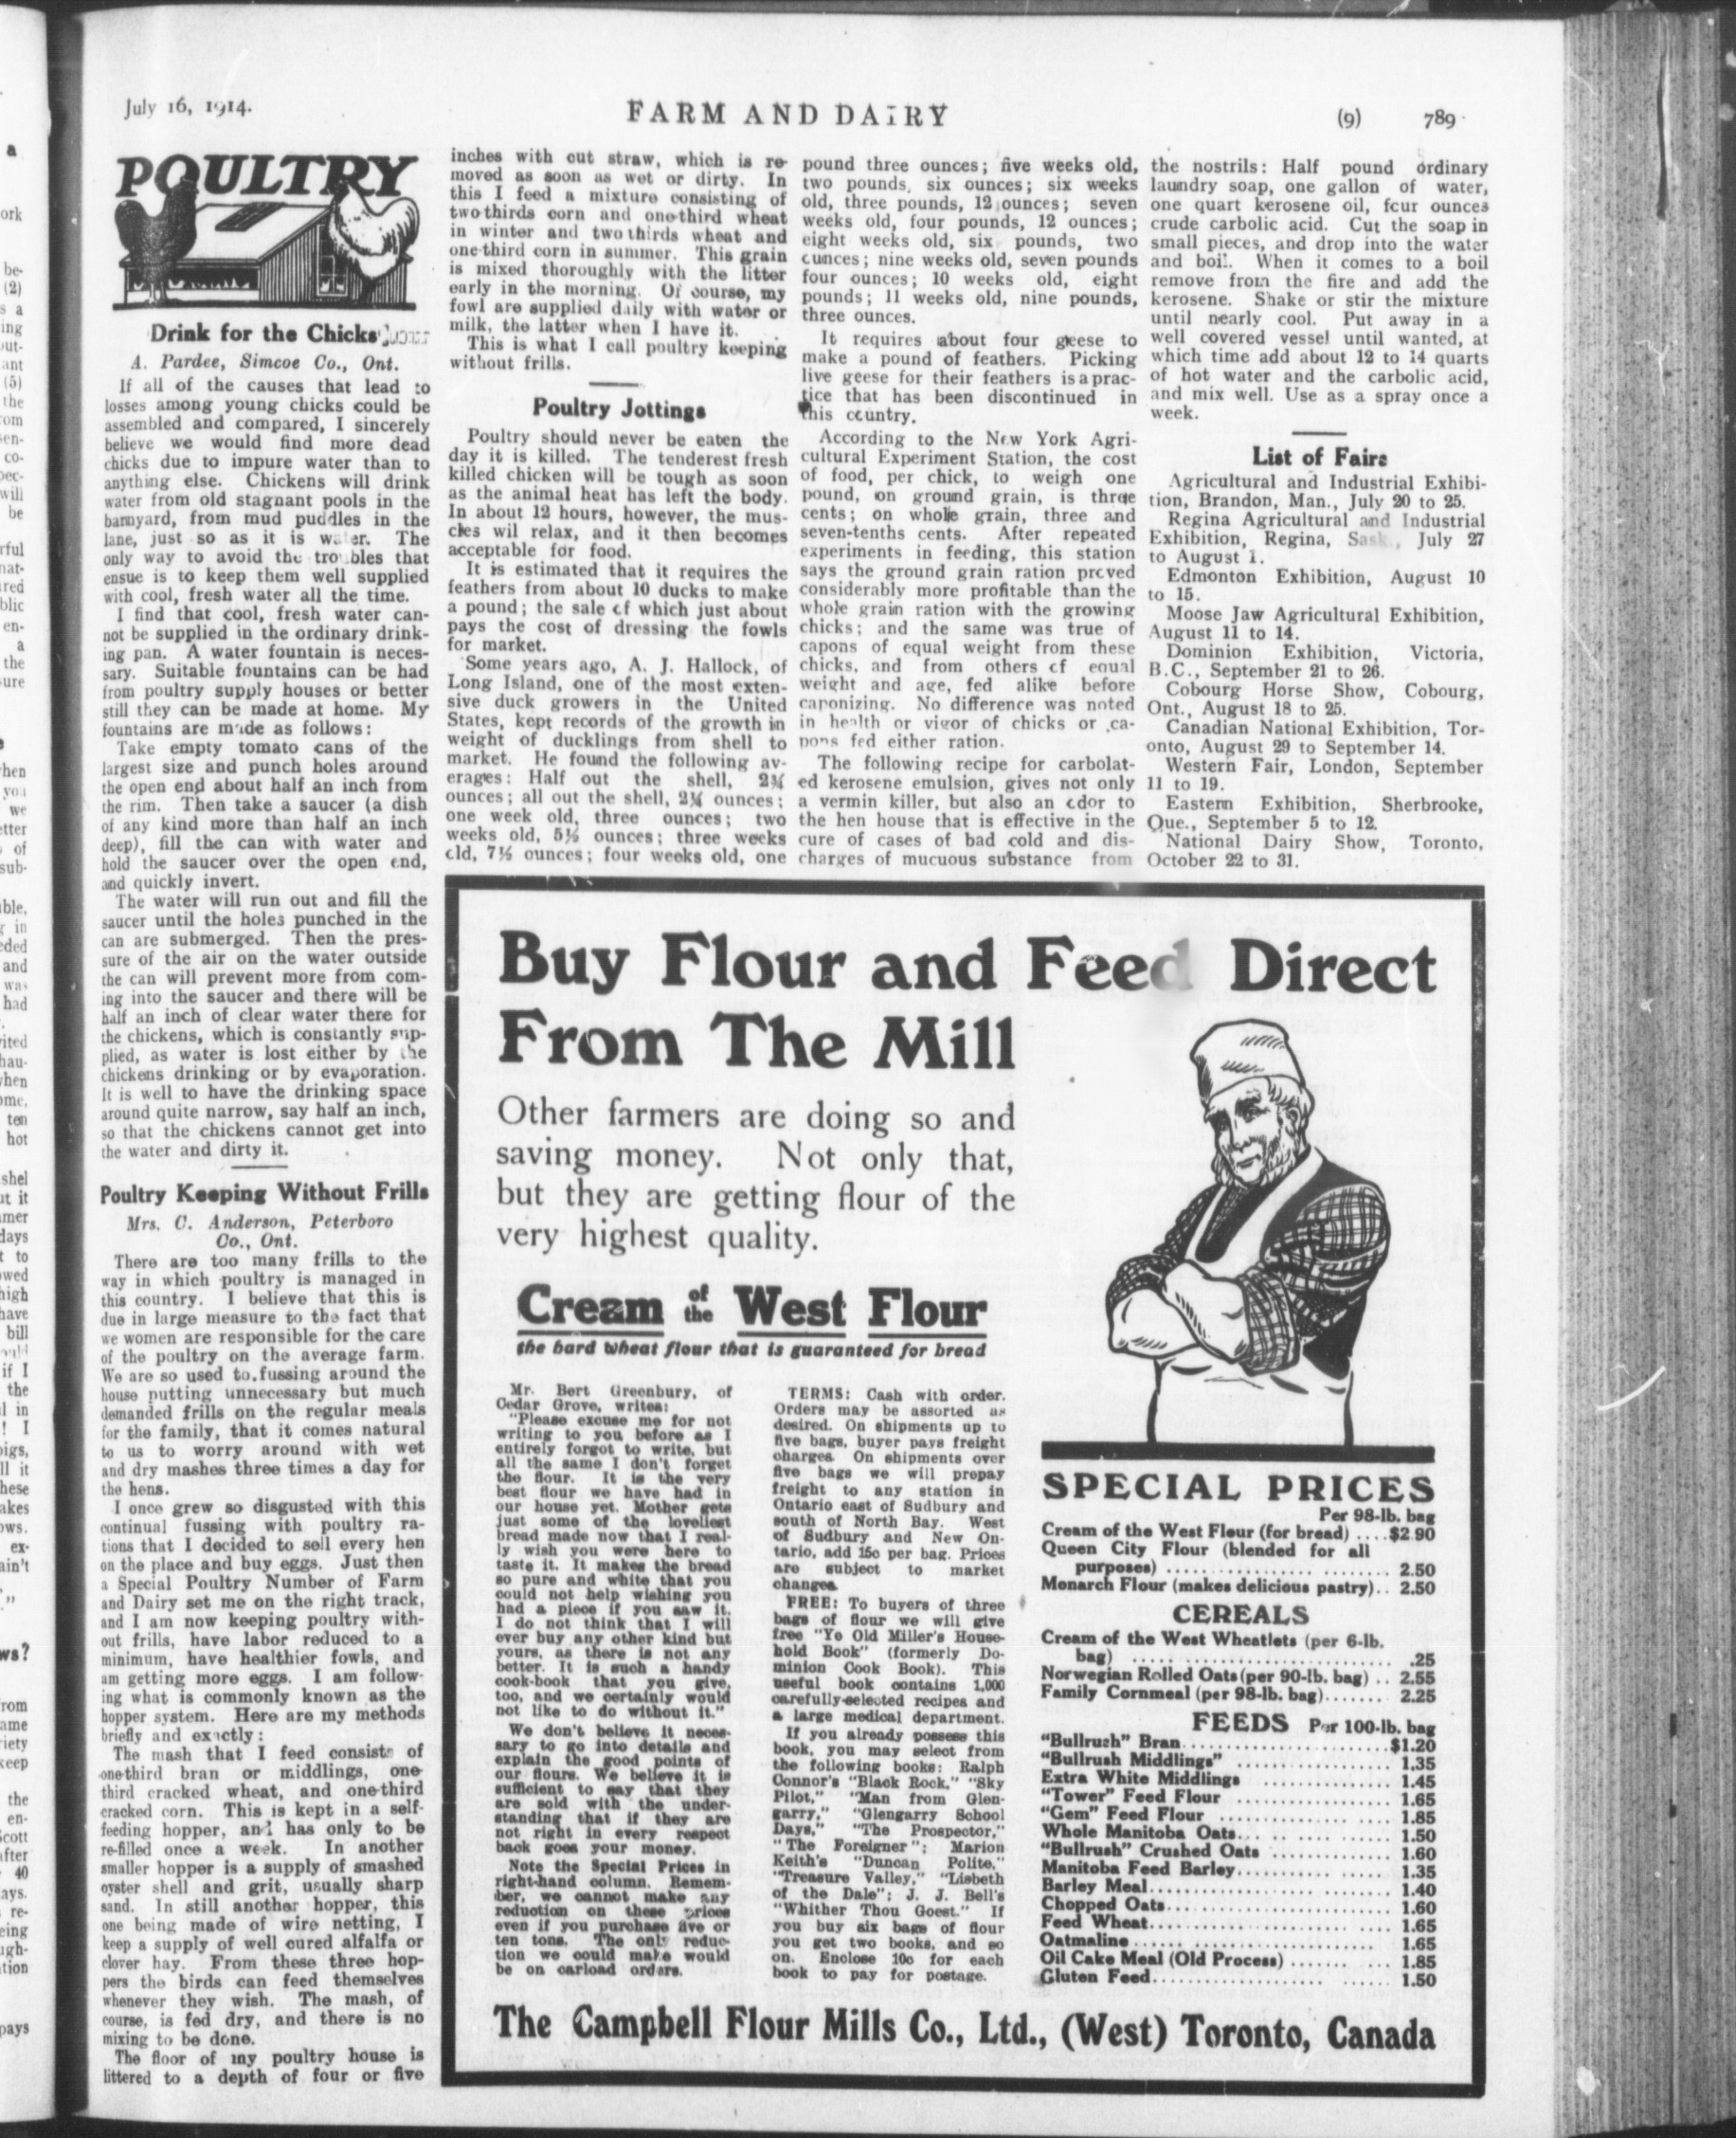 July 16, 1914.
FARM AND DAIRY
(9) 789
POULTRY
Drink for the Chicks
A. Pardee, Simcoe Co., Ont.
If all of the causes that lead to
losses among young chicks could be
assembled and compared, I sincerely
believe we would find more dead
chicks due to impure water than to
anything else. Chickens will drink
water from old stagnant pools in the
barnyard, from mud puddles in the
lane, just so as it is water. The
only way to avoid the troubles that
ensue is to keep them well supplied
with cool, fresh water all the time.
I find that cool, fresh water can-
not be supplied in the ordinary drink-
ing pan. A water fountain is neces-
sary. Suitable fountains can be had
from poultry supply houses or better
still they can be made at home. My
fountains are made as follows:
Take empty tomato cans of the
largest size and punch holes around
the open end about half an inch from
the rim. Then take a saucer (a dish
of any kind more than half an inch
deep), fill the can with water and
hold the saucer over the open end,
and quickly invert.
The water will run out and fill the
saucer until the holes punched in the
can are submerged. Then the pres-
sure of the air on the water outside
the can will prevent more from com-
ing into the saucer and there will be
half an inch of clear water there for
the chickens, which is constantly sup-
plied, as water is lost either by the
chickens drinking or by evaporation.
It is well to have the drinking space
around quite narrow, say half an inch,
so that the chickens cannot get into
the water and dirty it.
Poultry Keeping Without Frills
Mrs. C. Anderson, Peterboro
Co., Ont.
There are too many frills to the
way in which poultry is managed in
this country. I believe that this is
due in large measure to the fact that
we women are responsible for the care
of the poultry on the average farm.
We are so used to fussing around the
house putting unnecessary but much
demanded frills on the regular meals
for the family, that it comes natural
to us to worry around with wet
and dry mashes three times a day for
the hens.
I once grew so disgusted with this
continual fussing with poultry ra-
tions that I decided to sell every hen
on the place and buy eggs. Just then
a Special Poultry Number of Farm
and Dairy set me on the right track,
and I am now keeping poultry with-
out frills, have labor reduced to a
minimum, have healthier fowls, and
am getting more eggs. I am follow-
ing what is commonly known as the
hopper system. Here are my methods
briefly and exactly:
The mash that I feed consists of
one-third bran or middlings, one-
third cracked wheat, and one-third
cracked corn. This is kept in a self-
feeding hopper, and has only to be
re-filled once a week. In another
smaller hopper is a supply of smashed
oyster shell and grit, usually sharp
sand. In still another hopper, this
one being made of wire netting, I
keep a supply of well cured alfalfa or
clover hay. From these three hop-
pers the birds can feed themselves
whenever they wish. The mash, of
course, is fed dry, and there is no
mixing to be done.
The floor of my poultry house is
littered to a depth of four or five
inches with cut straw, which is re-
moved as soon as wet or dirty. In
this I feed a mixture consisting of
two-thirds corn and one-third wheat
in winter and two thirds wheat and
one-third corn in summer. This grain
is mixed thoroughly with the litter
early in the morning. Of course, my
fowl are supplied daily with water or
milk, the latter when I have it.
This is what I call poultry keeping
without frills.
Poultry Jottings
Poultry should never be eaten the
day it is killed. The tenderest fresh
killed chicken will be tough as soon
as the animal heat has left the body.
In about 12 hours, however, the mus-
cles wil relax, and it then becomes
acceptable for food.
It is estimated that it requires the
feathers from about 10 ducks to make
a pound; the sale of which just about
pays the cost of dressing the fowls
for market.
Some years ago, A. J. Hallock, of
Long Island, one of the most exten-
sive duck growers in the United
States, kept records of the growth in
weight of ducklings from shell to
market. He found the following av-
erages: Half out the shell, 2¾
ounces; all out the shell, 2¼ ounces;
one week old, three ounces; two
weeks old, 5½ ounces; three weeks
old, 7½ ounces; four weeks old, one
pound three ounces; five weeks old,
two pounds, six ounces; six weeks
old, three pounds, 12 ounces; seven
weeks old, four pounds, 12 ounces;
eight weeks old, six pounds, two
ounces; nine weeks old, seven pounds
four ounces; 10 weeks old, eight
pounds; 11 weeks old, nine pounds,
three ounces.
It requires about four geese to
make a pound of feathers. Picking
live geese for their feathers is a prac-
tice that has been discontinued in
this country.
According to the New York Agri-
cultural Experiment Station, the cost
of food, per chick, to weigh one
pound, on ground grain, is three
cents; on whole grain, three and
seven-tenths cents. After repeated
experiments in feeding, this station
says the ground grain ration proved
considerably more profitable than the
whole grain ration with the growing
chicks; and the same was true of
capons of equal weight from these
chicks, and from others of equal
weight and age, fed alike before
caponizing. No difference was noted
in health or vigor of chicks or ca-
pons fed either ration.
The following recipe for carbolat-
ed kerosene emulsion, gives not only
a vermin killer, but also an odor to
the hen house that is effective in the
cure of cases of bad cold and dis-
charges of mucuous substance from
the nostrils: Half pound ordinary
laundry soap, one gallon of water,
one quart kerosene oil, four ounces
crude carbolic acid. Cut the soap in
small pieces, and drop into the water
and boil. When it comes to a boil
remove from the fire and add the
kerosene. Shake or stir the mixture
until nearly cool. Put away in a
well covered vessel until wanted, at
which time add about 12 to 14 quarts
of hot water and the carbolic acid,
and mix well. Use as a spray once a
week.
List of Fairs
Agricultural and Industrial Exhibi-
tion, Brandon, Man., July 20 to 25.
Regina Agricultural and Industrial
Exhibition, Regina, Sask., July 27
to August 1.
Edmonton Exhibition, August 10
to 15.
Moose Jaw Agricultural Exhibition,
August 11 to 14.
Dominion Exhibition, Victoria,
B.C., September 21 to 26.
Cobourg Horse Show, Cobourg,
Ont., August 18 to 25.
Canadian National Exhibition, Tor-
onto, August 29 to September 14.
Western Fair, London, September
11 to 19.
Eastern Exhibition, Sherbrooke,
Que., September 5 to 12.
National Dairy Show, Toronto,
October 22 to 31.
Buy Flour and Feed Direct
From The Mill
Other farmers are doing so and
saving money. Not only that,
but they are getting flour of the
very highest quality.
Cream of the West Flour
the hard wheat flour that is guaranteed for bread
Mr. Bert Greenbury, of
Cedar Grove, writes:
"Please excuse me for not
writing to you before as I
entirely forgot to write, but
all the same I don't forget
the flour. It is the very
best flour we have had in
our house yet. Mother gets
just some of the loveliest
bread made now that I real-
ly wish you were here to
taste it. It makes the bread
so pure and white that you
could not help wishing you
had a piece if you saw it.
I do not think that I will
ever buy any other kind but
yours, as there is not any
better. It is such a handy
cook-book that you give,
too, and we certainly would
not like to do without it."
We don't believe it neces-
sary to go into details and
explain the good points of
our flours. We believe it is
sufficient to say that they
are sold with the under-
standing that if they are
not right in every respect
back goes your money.
Note the Special Prices in
right-hand column. Remem-
ber, we cannot make any
reduction on these prices
even if you purchase five or
ten tons. The only reduc-
tion we could make would
be on carload orders.
TERMS: Cash with order.
Orders may be assorted as
desired. On shipments up to
five bags, buyer pays freight
charges. On shipments over
five bags we will prepay
freight to any station in
Ontario east of Sudbury and
south of North Bay. West
of Sudbury and New On-
tario, add 15c per bag. Prices
are subject to market
changes.
FREE: To buyers of three
bags of flour we will give
free "Ye Old Miller's House-
hold Book" (formerly Do-
minion Cook Book). This
useful book contains 1,000
carefully-selected recipes and
a large medical department.
If you already possess this
book, you may select from
the following books: Ralph
Connor's "Black Rock," "Sky
Pilot," "Man from Glen-
garry," "Glengarry School
Days," "The Prospector,"
"The Foreigner"; Marion
Keith's "Duncan Polite,"
"Treasure Valley," "Lisbeth
of the Dale"; J. J. Bell's
"Whither Thou Goest." If
you buy six bags of flour
you get two books, and so
on. Enclose 10c for each
book to pay for postage.
SPECIAL PRICES
Per 98-lb. bag
Cream of the West Flour (for bread) ....$2.90
Queen City Flour (blended for all
purposes) .... 2.50
Monarch Flour (makes delicious pastry).. 2.50
CEREALS
Cream of the West Wheatlets (per 6-lb.
bag) .... .25
Norwegian Rolled Oats (per 90-lb. bag) .. 2.55
Family Cornmeal (per 98-lb. bag)....... 2.25
FEEDS Per 100-lb. bag
"Bullrush" Bran....$1.20
"Bullrush Middlings" .... 1.35
Extra White Middlings .... 1.45
"Tower" Feed Flour .... 1.65
"Gem" Feed Flour .... 1.85
Whole Manitoba Oats.... 1.50
"Bullrush" Crushed Oats .... 1.60
Manitoba Feed Barley.... 1.35
Barley Meal.... 1.40
Chopped Oats.... 1.60
Feed Wheat.... 1.65
Oatmaline.... 1.65
Oil Cake Meal (Old Process) .... 1.85
Gluten Feed.... 1.50
The Campbell Flour Mills Co., Ltd., (West) Toronto, Canada